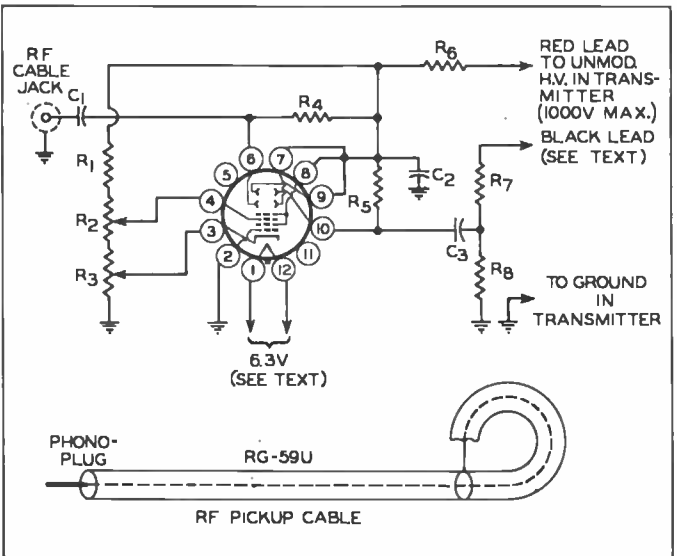 RF
CABLE
JACK
C1
R6
RED LEAD
TO UNMOD.
H.V. IN TRANS-
MITTER
(1000V MAX.)
R4
BLACK LEAD
(SEE TEXT)
R1
6
7
5
8
C2
R7
4
9
R5
R2
3
10
C3
2
11
R3
1
12
R8
TO GROUND
IN
TRANSMITTER
6.3V
(SEE TEXT)
PHONO-
PLUG
RG-59U
RF PICKUP CABLE